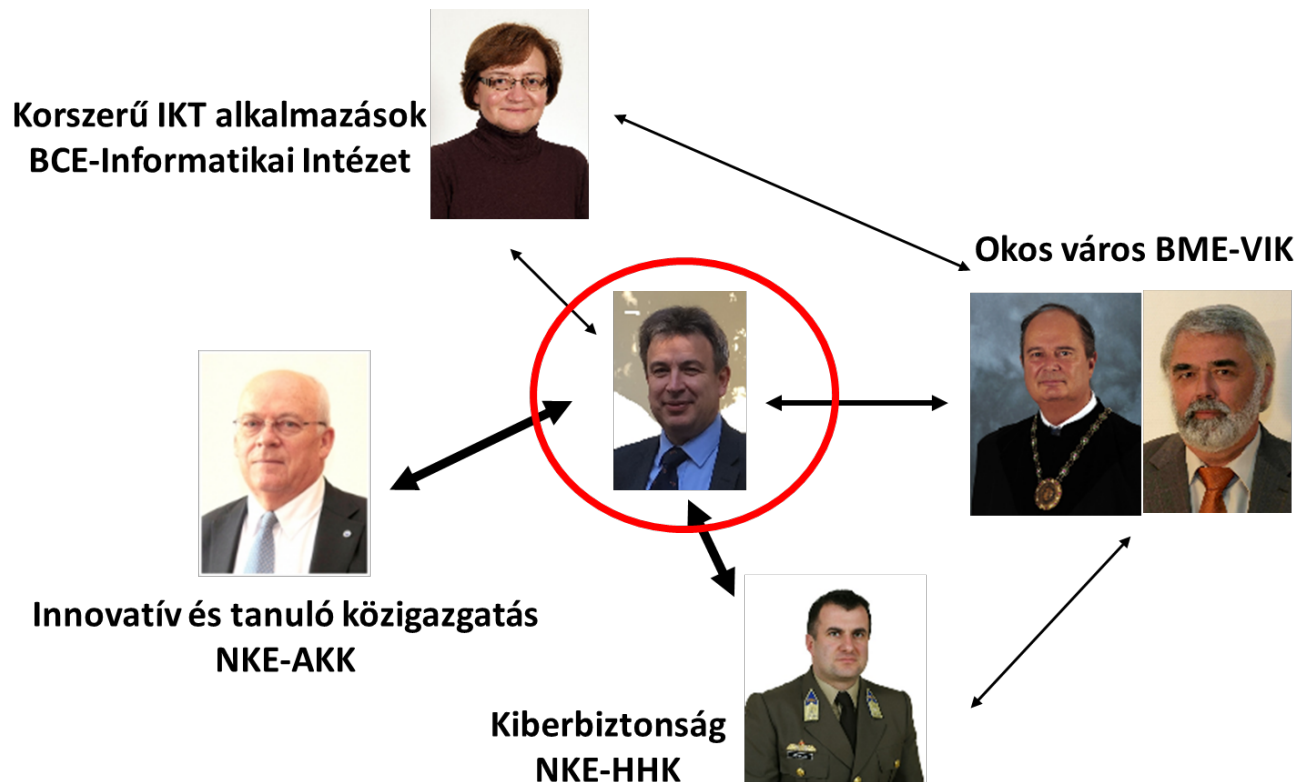 Korszerű IKT alkalmazások
BCE-Informatikai Intézet
Okos város BME-VIK
Innovatív és tanuló közigazgatás
NKE-AKK
Kiberbiztonság
NKE-HHK